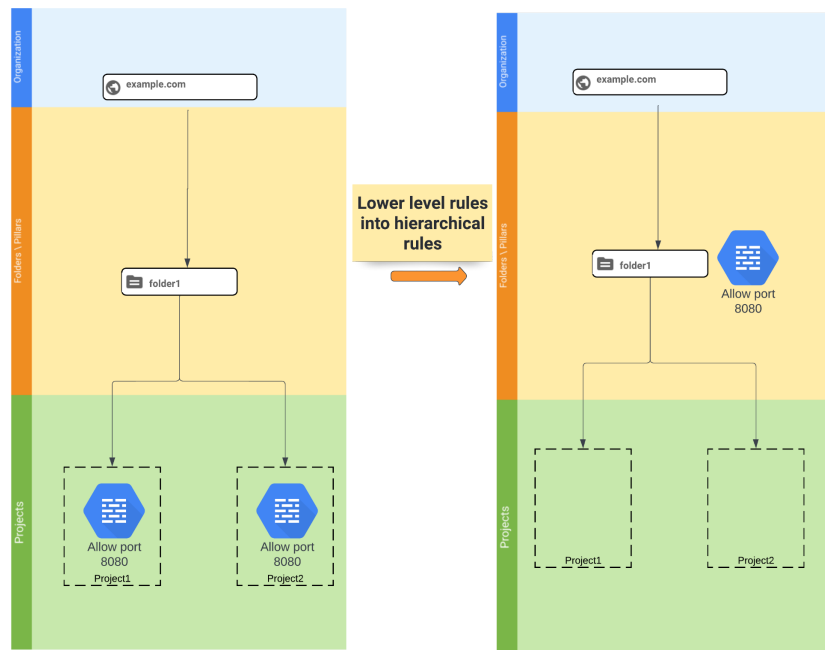 Organization
example.com
Folders \ Pillars
folder1
Projects
Allow port
8080
Project1
Allow port
8080
Project2
Lower level rules
into hierarchical
rules
Organization
example.com
Folders \ Pillars
folder1
Allow port
8080
Projects
Project1
Project2